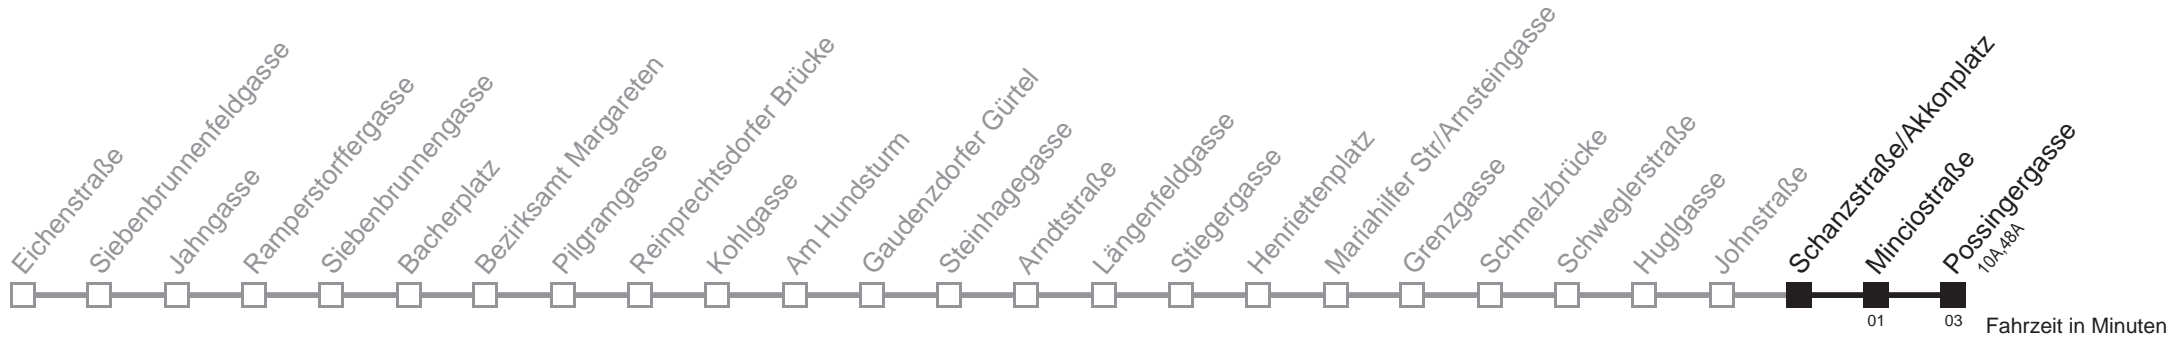 Eichenstraße
Siebenbrunnenfeldgasse
Jahngasse
Ramperstorffergasse
Siebenbrunnengasse
Bacherplatz
Bezirksamt Margareten
Pilgramgasse
Reinprechtsdorfer Brücke
Kohlgasse
Am Hundsturm
Gaudenzdorfer Gürtel
Steinhagegasse
Arndtstraße
Längenfeldgasse
Stiegergasse
Henriettenplatz
Mariahilfer Str/Arnsteingasse
Grenzgasse
Schmelzbrücke
Schweglerstraße
Huglgasse
Johnstraße
Schanzstraße/Akkonplatz
Minciostraße
Possingergasse
10A,48A
01
03
Fahrzeit in Minuten